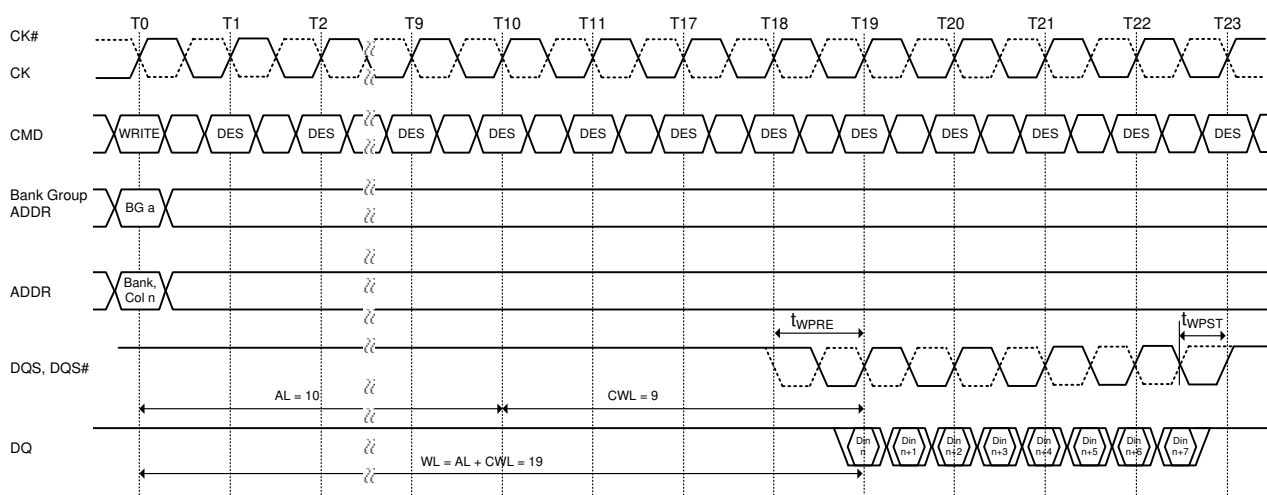 T0 T1 T2 T9 T10 T11 T17 T18 T19 T20 T21 T22 T23
CK#
CK
CMD WRITE DES DES DES DES DES DES DES DES DES DES DES DES
Bank Group
ADDR BG a
ADDR Bank,
Col n
tWPRE tWPST
DQS, DQS#
AL = 10 CWL = 9
DQ Din n Din n+1 Din n+2 Din n+3 Din n+4 Din n+5 Din n+6 Din n+7
WL = AL + CWL = 19